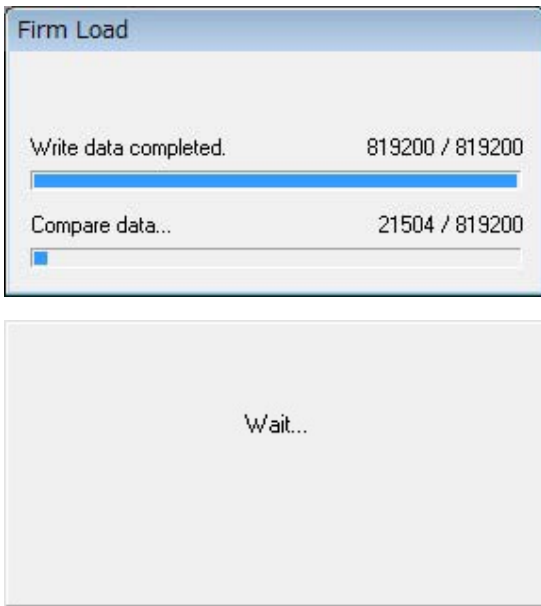 Firm Load
Write data completed. 819200 / 819200
Compare data... 21504 / 819200
Wait...